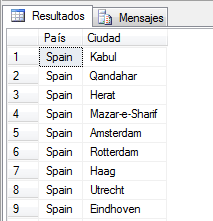 Resultados Mensajes
País Ciudad
1 Spain Kabul
2 Spain Qandahar
3 Spain Herat
4 Spain Mazar-e-Sharif
5 Spain Amsterdam
6 Spain Rotterdam
7 Spain Haag
8 Spain Utrecht
9 Spain Eindhoven